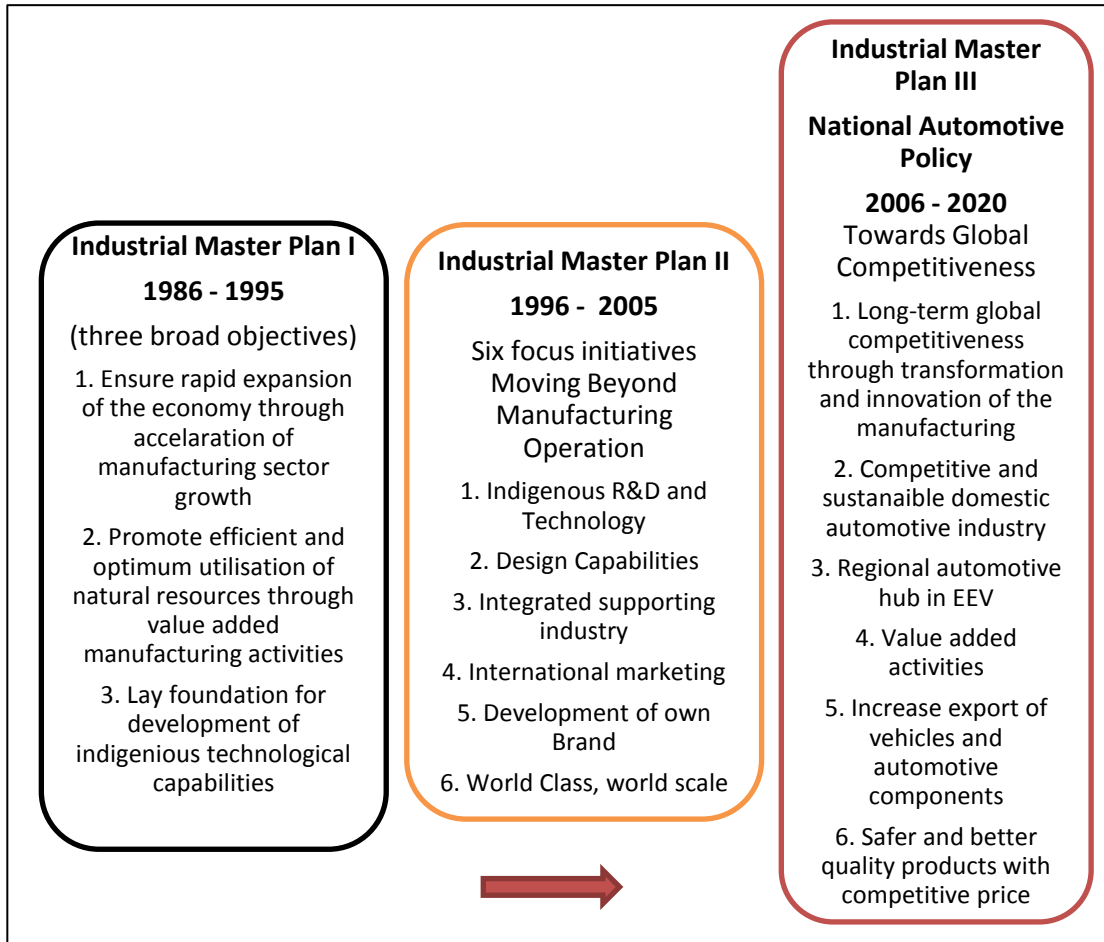 Industrial Master Plan I
1986 - 1995
(three broad objectives)
1. Ensure rapid expansion
of the economy through
accelaration of
manufacturing sector
growth
2. Promote efficient and
optimum utilisation of
natural resources through
value added
manufacturing activities
3. Lay foundation for
development of
indigenious technological
capabilities
Industrial Master Plan II
1996 - 2005
Six focus initiatives
Moving Beyond
Manufacturing
Operation
1. Indigenous R&D and
Technology
2. Design Capabilities
3. Integrated supporting
industry
4. International marketing
5. Development of own
Brand
6. World Class, world scale
Industrial Master
Plan III
National Automotive
Policy
2006 - 2020
Towards Global
Competitiveness
1. Long-term global
competitiveness
through transformation
and innovation of the
manufacturing
2. Competitive and
sustanaible domestic
automotive industry
3. Regional automotive
hub in EEV
4. Value added
activities
5. Increase export of
vehicles and
automotive
components
6. Safer and better
quality products with
competitive price